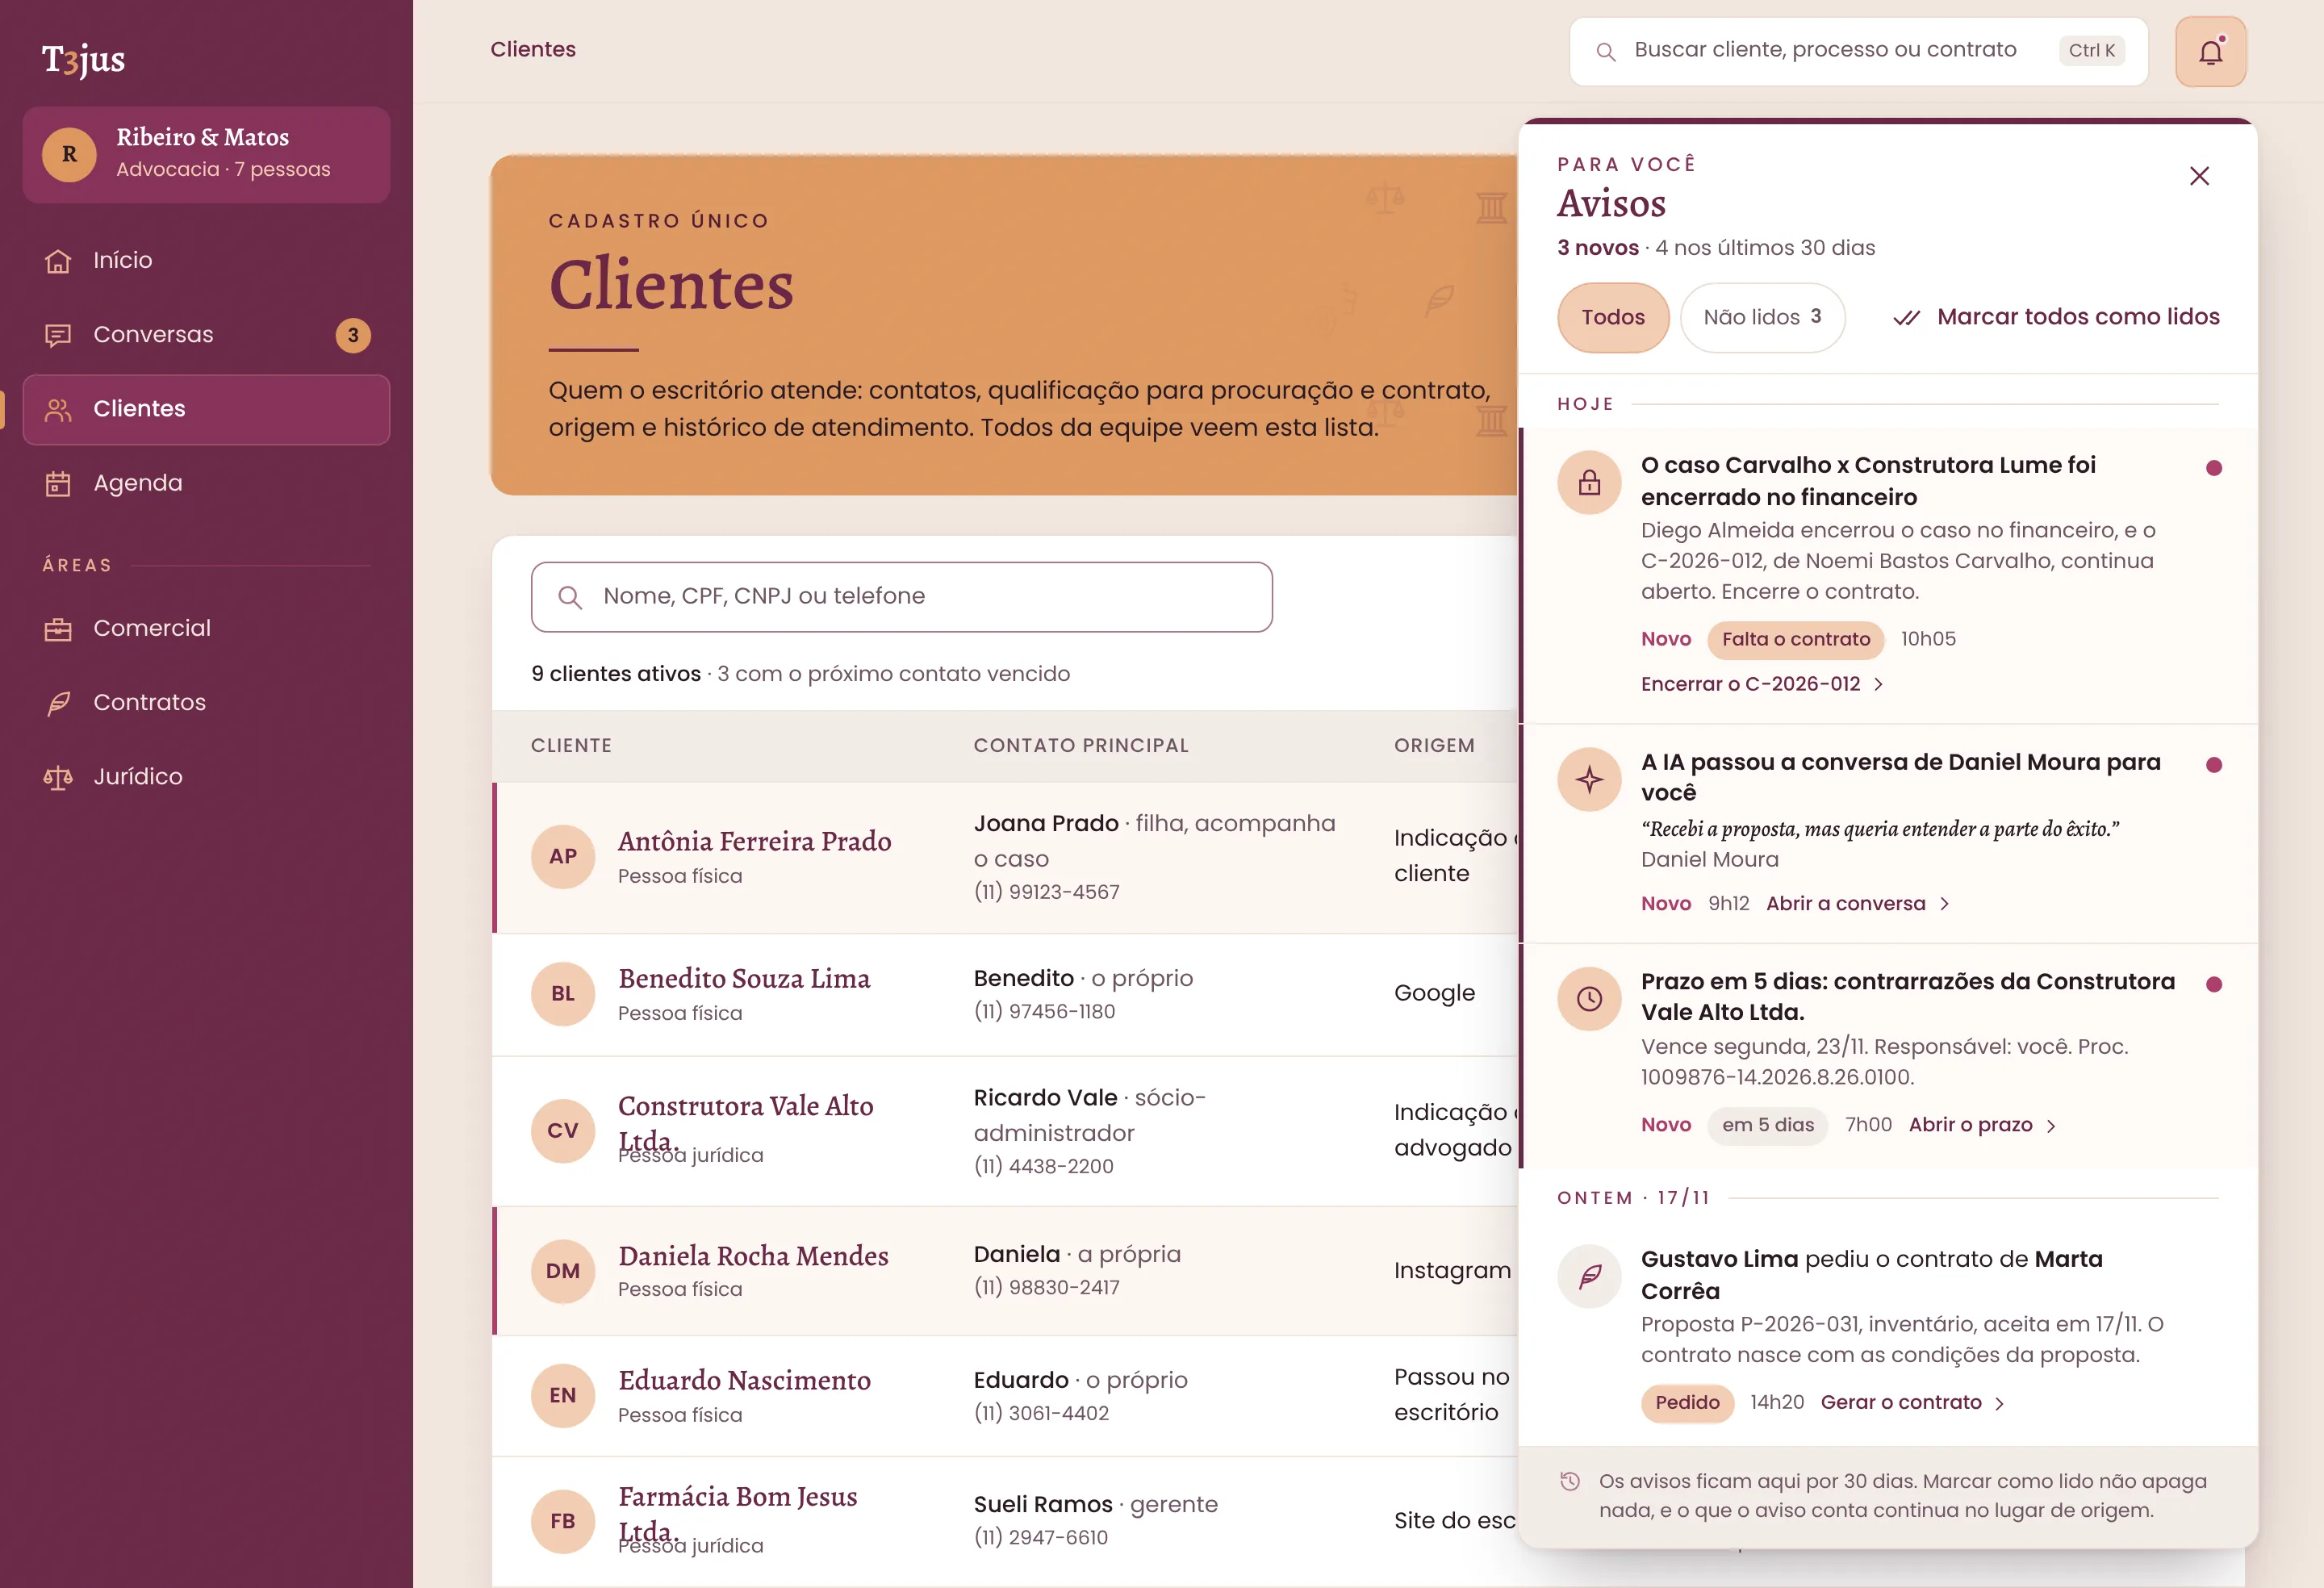 T3jus
R
Ribeiro & Matos
Advocacia · 7 pessoas
Início
Conversas
3
Clientes
Agenda
ÁREAS
Comercial
Contratos
Jurídico
Clientes
Buscar cliente, processo ou contrato
Ctrl K
CADASTRO ÚNICO
Clientes
Quem o escritório atende: contatos, qualificação para procuração e contrato,
origem e histórico de atendimento. Todos da equipe veem esta lista.
Nome, CPF, CNPJ ou telefone
9 clientes ativos · 3 com o próximo contato vencido
CLIENTE
CONTATO PRINCIPAL
ORIGEM
AP
Antônia Ferreira Prado
Pessoa física
Joana Prado · filha, acompanha
o caso
(11) 99123-4567
Indicação
cliente
BL
Benedito Souza Lima
Pessoa física
Benedito · o próprio
(11) 97456-1180
Google
CV
Construtora Vale Alto
Ltda.
Pessoa jurídica
Ricardo Vale · sócio-
administrador
(11) 4438-2200
Indicação
advogado
DM
Daniela Rocha Mendes
Pessoa física
Daniela · a própria
(11) 98830-2417
Instagram
EN
Eduardo Nascimento
Pessoa física
Eduardo · o próprio
(11) 3061-4402
Passou no
escritório
FB
Farmácia Bom Jesus
Ltda.
Pessoa jurídica
Sueli Ramos · gerente
(11) 2947-6610
Site do esc
PARA VOCÊ
Avisos
3 novos · 4 nos últimos 30 dias
Todos
Não lidos 3
Marcar todos como lidos
HOJE
O caso Carvalho x Construtora Lume foi
encerrado no financeiro
Diego Almeida encerrou o caso no financeiro, e o
C-2026-012, de Noemi Bastos Carvalho, continua
aberto. Encerre o contrato.
Novo Falta o contrato 10h05
Encerrar o C-2026-012
A IA passou a conversa de Daniel Moura para
você
“Recebi a proposta, mas queria entender a parte do êxito.”
Daniel Moura
Novo 9h12 Abrir a conversa
Prazo em 5 dias: contrarrazões da Construtora
Vale Alto Ltda.
Vence segunda, 23/11. Responsável: você. Proc.
1009876-14.2026.8.26.0100.
Novo em 5 dias 7h00 Abrir o prazo
ONTEM · 17/11
Gustavo Lima pediu o contrato de Marta
Corrêa
Proposta P-2026-031, inventário, aceita em 17/11. O
contrato nasce com as condições da proposta.
Pedido 14h20 Gerar o contrato
Os avisos ficam aqui por 30 dias. Marcar como lido não apaga
nada, e o que o aviso conta continua no lugar de origem.